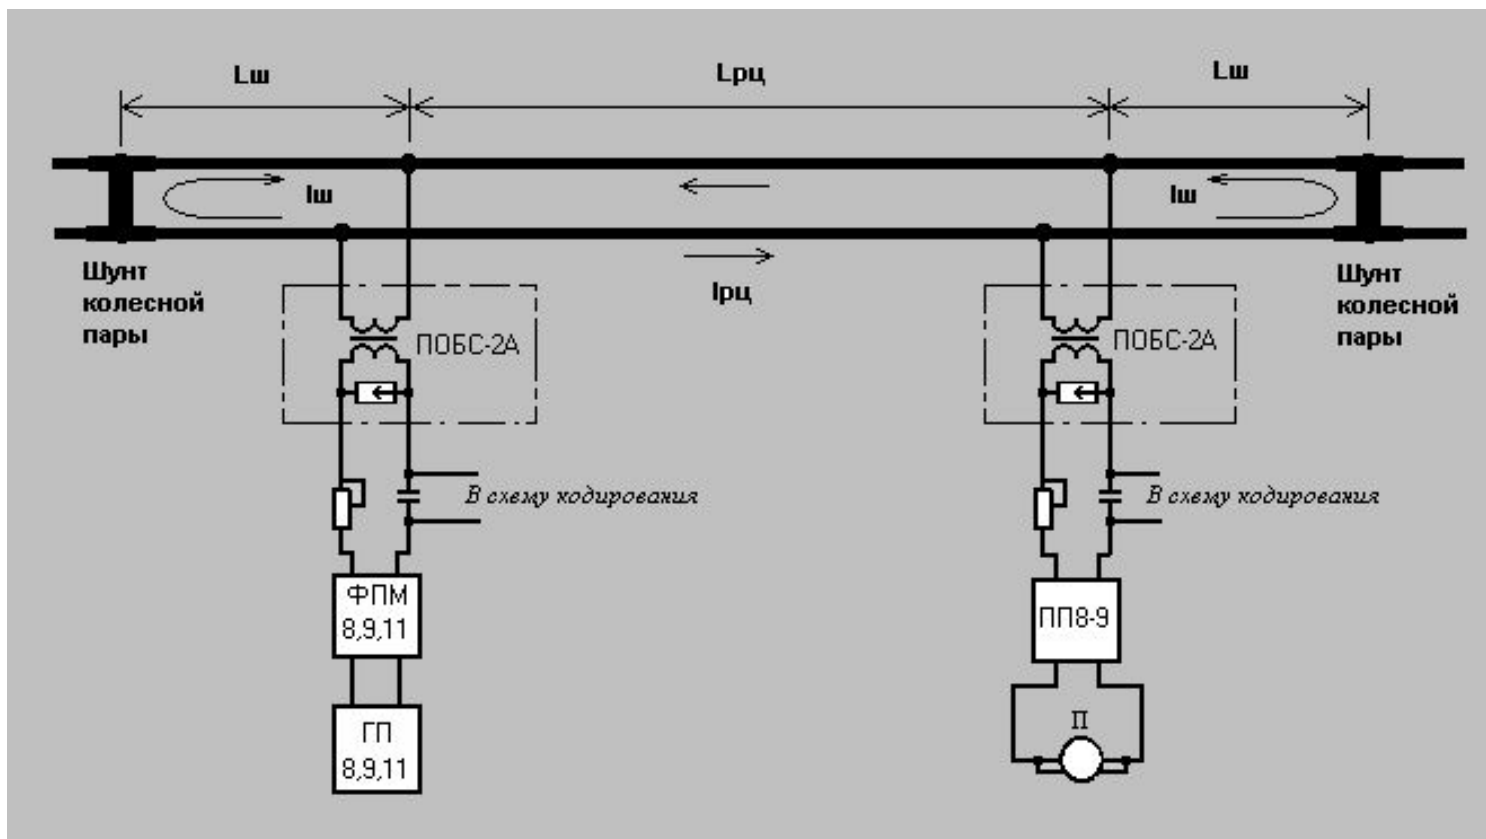 Lш
Lрц
Lш
Iш
Iш
Шунт
колесной
пары
Iрц
Шунт
колесной
пары
ПОБС-2А
ПОБС-2А
В схему кодирования
В схему кодирования
ФПМ
8,9,11
ПП8-9
ГП
8,9,11
П